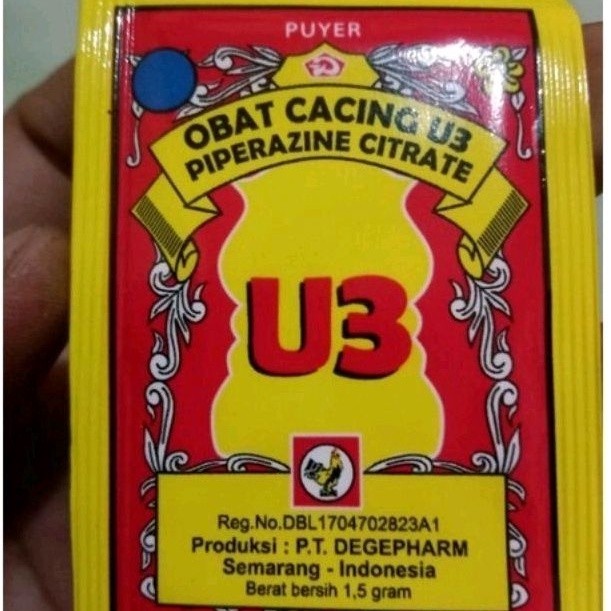 PUYER
OBAT CACING U3
PIPERAZINE CITRATE
U3
Reg.No.DBL1704702823A1
Produksi : P.T. DEGEPHARM
Semarang - Indonesia
Berat bersih 1,5 gram